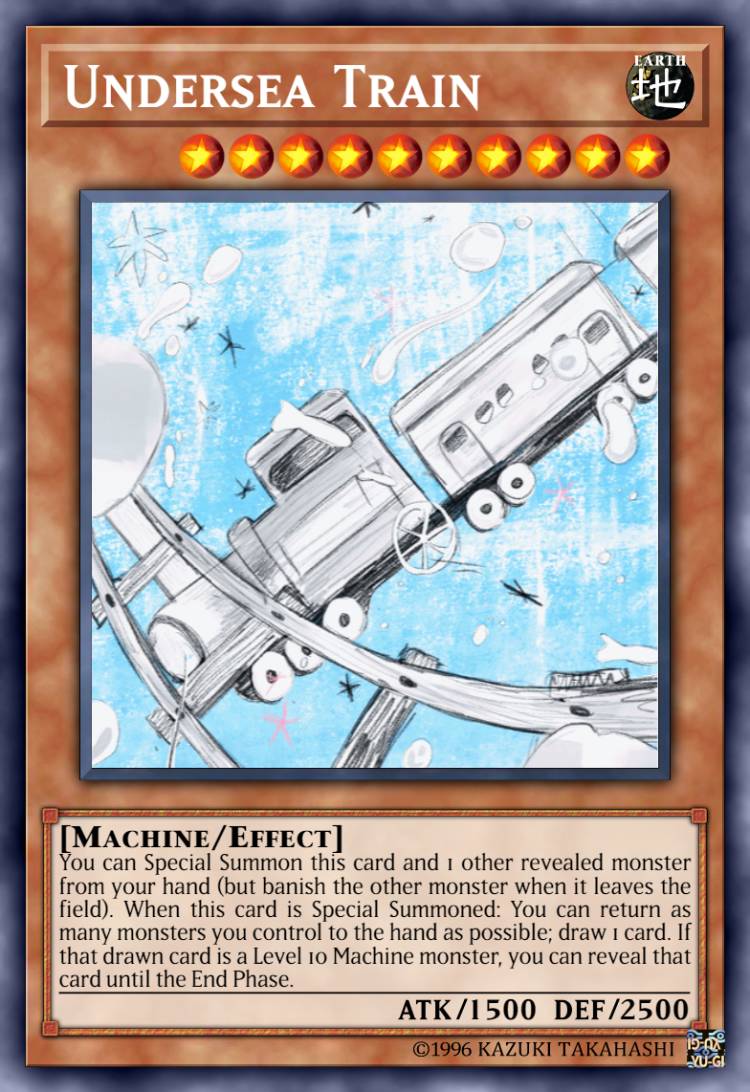 UNDERSEA TRAIN
EARTH
地
[MACHINE/EFFECT]
You can Special Summon this card and 1 other revealed monster
from your hand (but banish the other monster when it leaves the
field). When this card is Special Summoned: You can return as
many monsters you control to the hand as possible; draw 1 card. If
that drawn card is a Level 10 Machine monster, you can reveal that
card until the End Phase.
ATK/1500 DEF/2500
©1996 KAZUKI TAKAHASHI